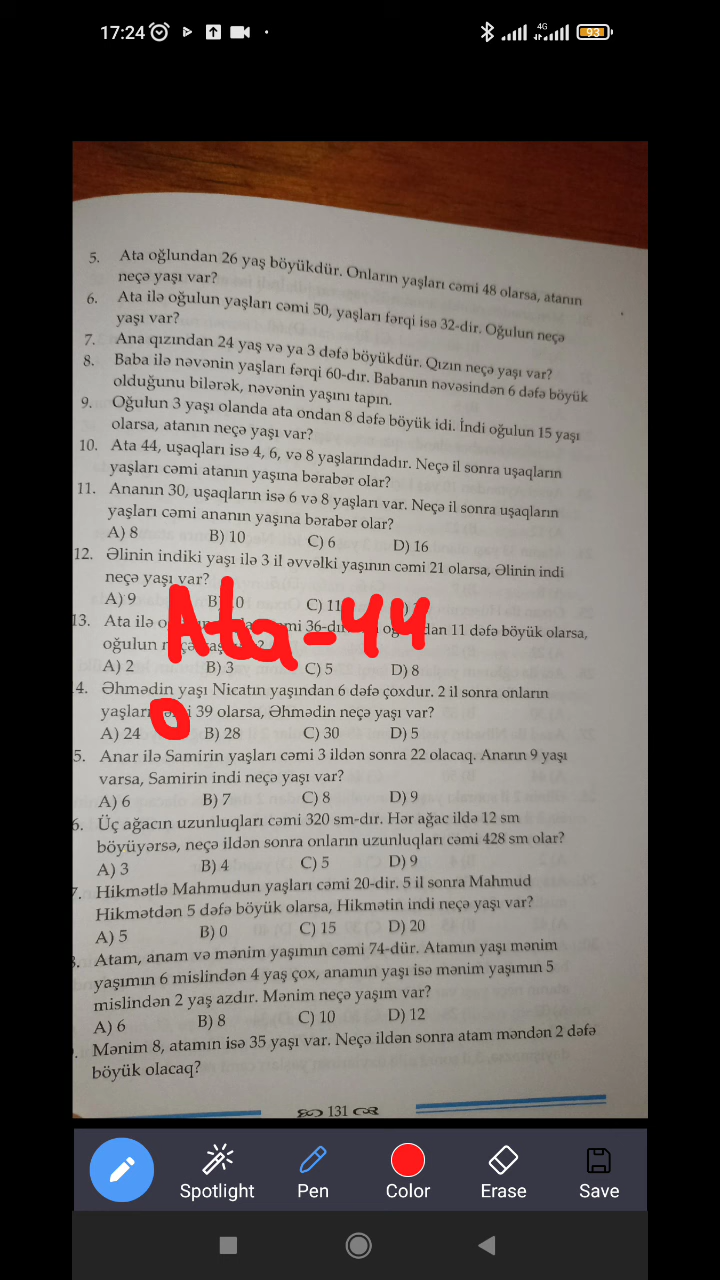 17:24
4G
93
5. Ata oğlundan 26 yaş böyükdür. Onların yaşları cəmi 48 olarsa, atanın
neçə yaşı var?
6. Ata ilə oğulun yaşları cəmi 50, yaşları fərqi isə 32-dir. Oğulun neçə
yaşı var?
7. Ana qızından 24 yaş və ya 3 dəfə böyükdür. Qızın neçə yaşı var?
8. Baba ilə nəvənin yaşları fərqi 60-dır. Babanın nəvəsindən 6 dəfə böyük
olduğunu bilərək, nəvənin yaşını tapın.
9. Oğulun 3 yaşı olanda ata ondan 8 dəfə böyük idi. İndi oğulun 15 yaşı
olarsa, atanın neçə yaşı var?
10. Ata 44, uşaqları isə 4, 6, və 8 yaşlarındadır. Neçə il sonra uşaqların
yaşları cəmi atanın yaşına bərabər olar?
11. Ananın 30, uşaqların isə 6 və 8 yaşları var. Neçə il sonra uşaqların
yaşları cəmi ananın yaşına bərabər olar?
A) 8 B) 10 C) 6 D) 16
12. Əlinin indiki yaşı ilə 3 il əvvəlki yaşının cəmi 21 olarsa, Əlinin indi
neçə yaşı var?
A) 9 C) 11
Ata-44
13. Ata ilə dan 11 dəfə böyük olarsa,
oğulun
A) 2 B) 3 C) 5 D) 8
4. Əhmədin yaşı Nicatın yaşından 6 dəfə çoxdur. 2 il sonra onların
yaşları 39 olarsa, Əhmədin neçə yaşı var?
A) 24 B) 28 C) 30 D) 5
5. Anar ilə Samirin yaşları cəmi 3 ildən sonra 22 olacaq. Anarın 9 yaşı
varsa, Samirin indi neçə yaşı var?
A) 6 B) 7 C) 8 D) 9
6. Üç ağacın uzunluqları cəmi 320 sm-dır. Hər ağac ildə 12 sm
böyüyərsə, neçə ildən sonra onların uzunluqları cəmi 428 sm olar?
A) 3 B) 4 C) 5 D) 9
7. Hikmətlə Mahmudun yaşları cəmi 20-dir. 5 il sonra Mahmud
Hikmətdən 5 dəfə böyük olarsa, Hikmətin indi neçə yaşı var?
A) 5 B) 0 C) 15 D) 20
Atam, anam və mənim yaşımın cəmi 74-dür. Atamın yaşı mənim
yaşımın 6 mislindən 4 yaş çox, anamın yaşı isə mənim yaşımın 5
mislindən 2 yaş azdır. Mənim neçə yaşım var?
A) 6 B) 8 C) 10 D) 12
Mənim 8, atamın isə 35 yaşı var. Neçə ildən sonra atam məndən 2 dəfə
böyük olacaq?
131
Spotlight Pen Color Erase Save